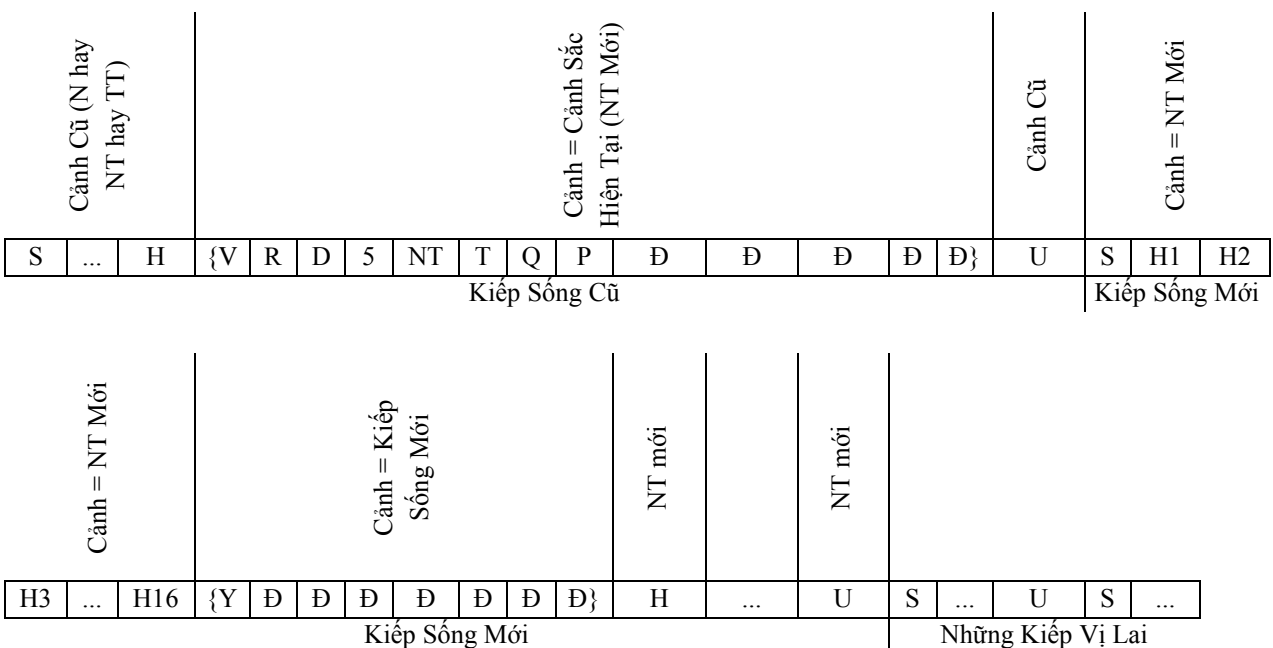 Cảnh Cũ (N hay
NT hay TT)
Cảnh = Cảnh Sắc
Hiện Tại (NT Mới)
Cảnh Cũ
Cảnh = NT Mới
S ... H {V R D 5 NT T Q P Đ Đ Đ Đ Đ} U S H1 H2
Kiếp Sống Cũ Kiếp Sống Mới
Cảnh = NT Mới
Cảnh = Kiếp
Sống Mới
NT mới
NT mới
H3 ... H16 {Y Đ Đ Đ Đ Đ Đ Đ} H ... U S ... U S ...
Kiếp Sống Mới Những Kiếp Vị Lai